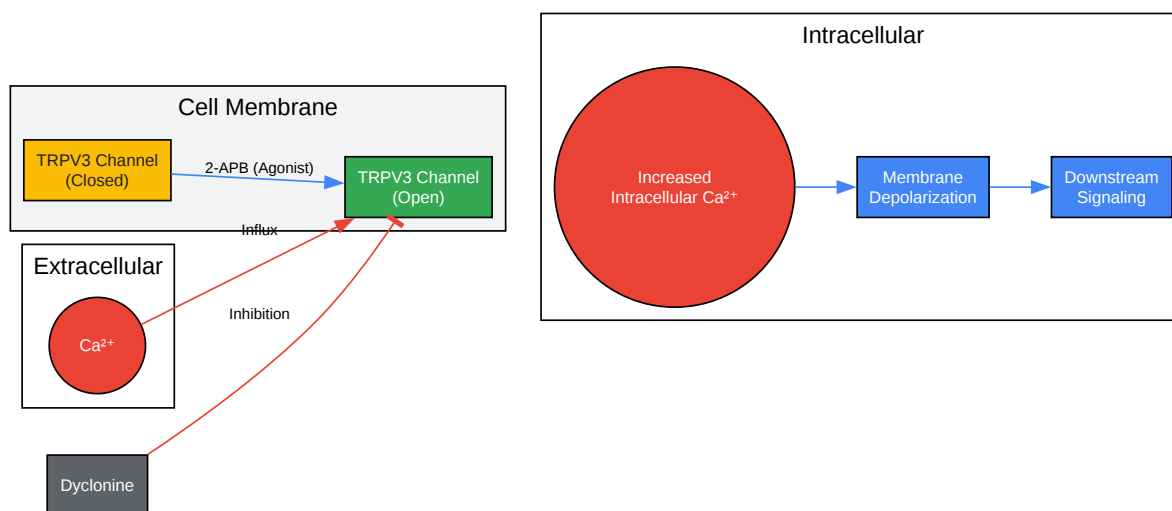 Intracellular
Cell Membrane
TRPV3 Channel
(Closed)
2-APB (Agonist)
TRPV3 Channel
(Open)
Increased
Intracellular Ca²⁺
Membrane
Depolarization
Downstream
Signaling
Influx
Extracellular
Ca²⁺
Inhibition
Dyclonine